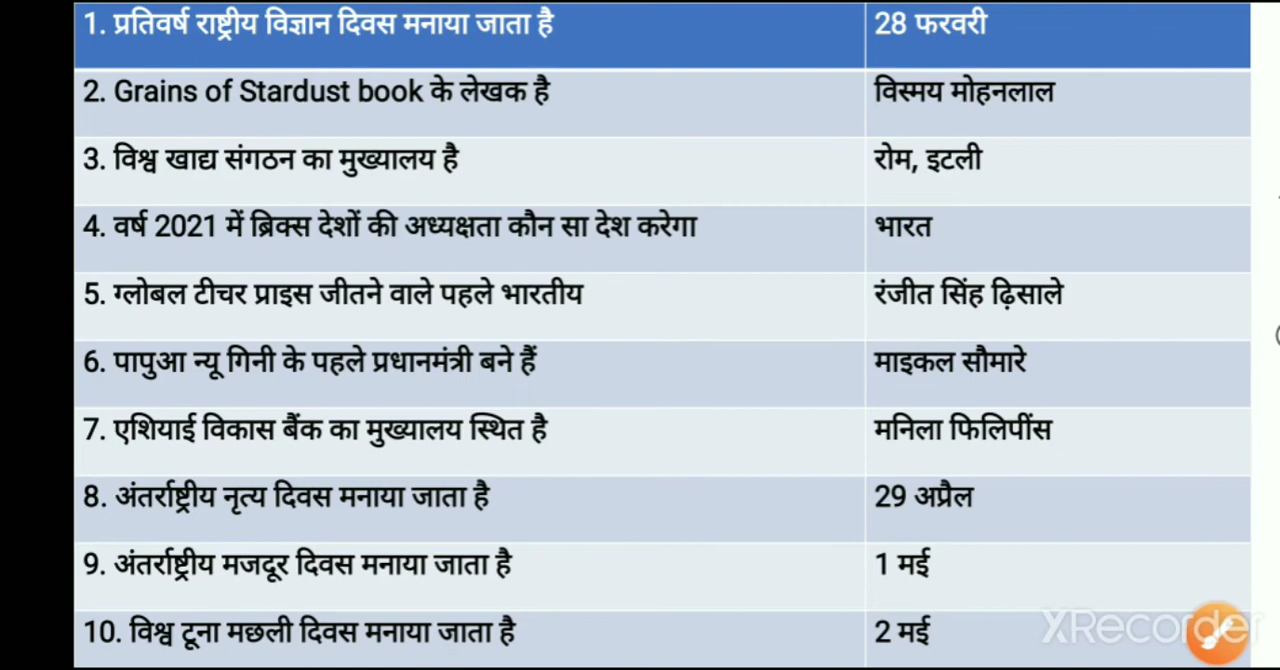 1. प्रतिवर्ष राष्ट्रीय विज्ञान दिवस मनाया जाता है 28 फरवरी
2. Grains of Stardust book के लेखक है विस्मय मोहनलाल
3. विश्व खाद्य संगठन का मुख्यालय है रोम, इटली
4. वर्ष 2021 में ब्रिक्स देशों की अध्यक्षता कौन सा देश करेगा भारत
5. ग्लोबल टीचर प्राइस जीतने वाले पहले भारतीय रंजीत सिंह ढ़िसाले
6. पापुआ न्यू गिनी के पहले प्रधानमंत्री बने हैं माइकल सौमारे
7. एशियाई विकास बैंक का मुख्यालय स्थित है मनिला फिलिपींस
8. अंतर्राष्ट्रीय नृत्य दिवस मनाया जाता है 29 अप्रैल
9. अंतर्राष्ट्रीय मजदूर दिवस मनाया जाता है 1 मई
10. विश्व टूना मछली दिवस मनाया जाता है 2 मई
XRecorder